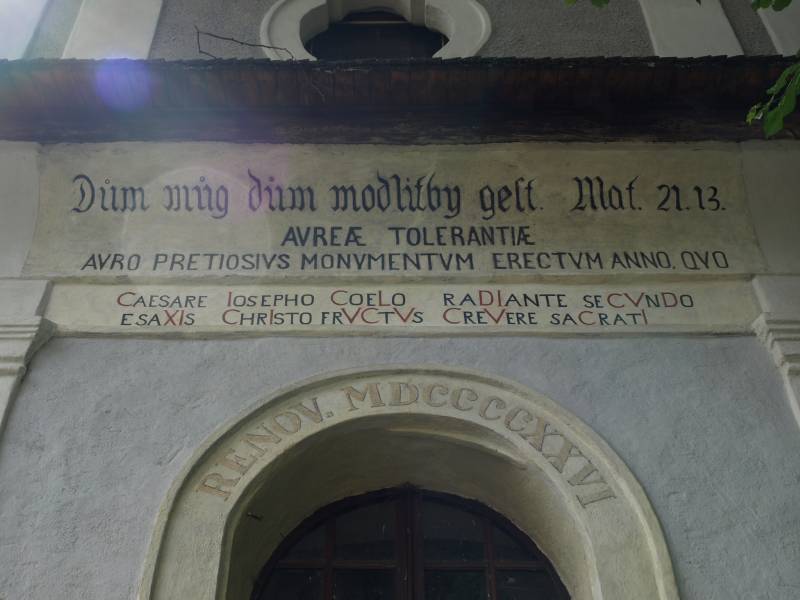 Dům můg dům modlitby gest. Mat. 21.13.
AVREÆ TOLERANTIÆ
AVRO PRETIOSIVS MONVMENTVM ERECTVM ANNO, QVO
CAESARE IOSEPHO COELO RADIANTE SECVNDO
ESAXIS CHRISTO FRVCTVS CREVERE SACRATI
RENOV. MDCCCCXXVI